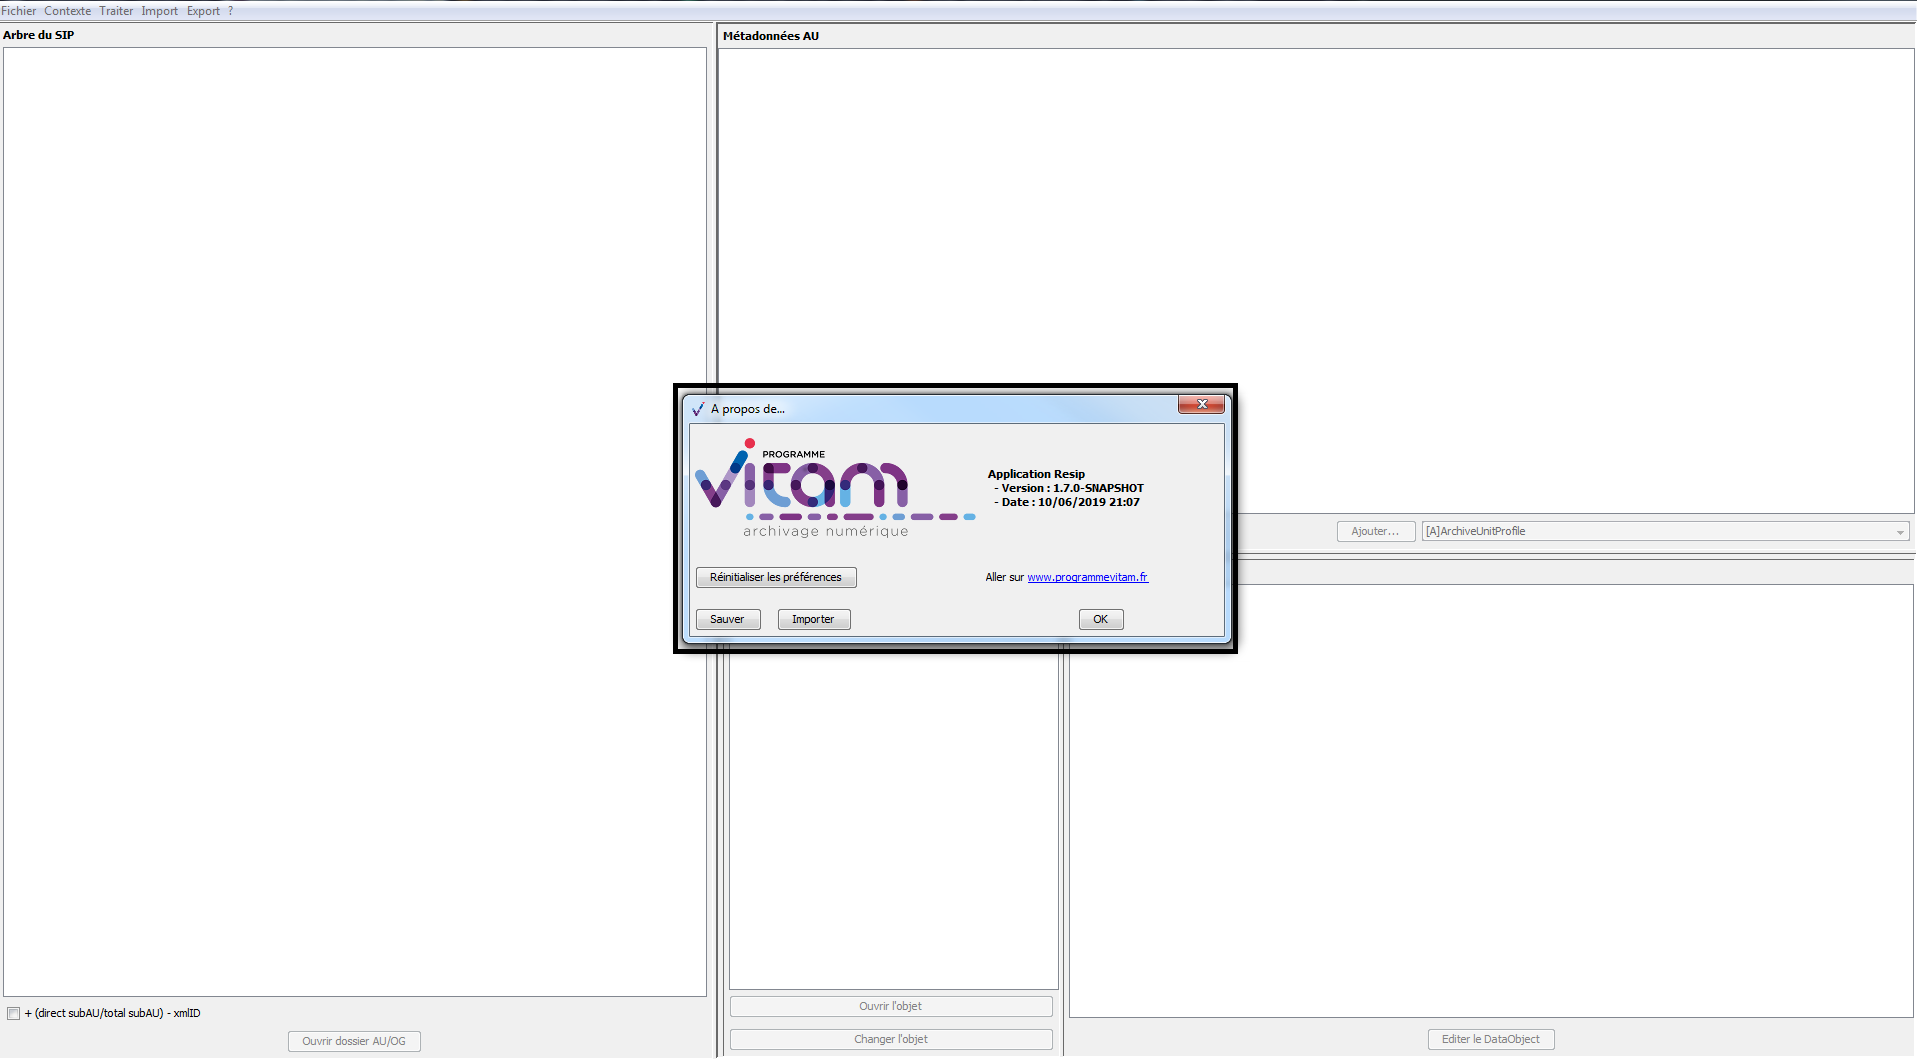 Fichier Contexte Traiter Import Export ?
Arbre du SIP
Métadonnées AU
A propos de...
PROGRAMME
vitam
archivage numérique
Application Resip
- Version : 1.7.0-SNAPSHOT
- Date : 10/06/2019 21:07
Ajouter... [A]ArchiveUnitProfile
Réinitialiser les préférences
Aller sur www.programmevitam.fr
Sauver Importer OK
Ouvrir l'objet
+ (direct subAU/total subAU) - xmlID
Changer l'objet
Editer le DataObject
Ouvrir dossier AU/OG